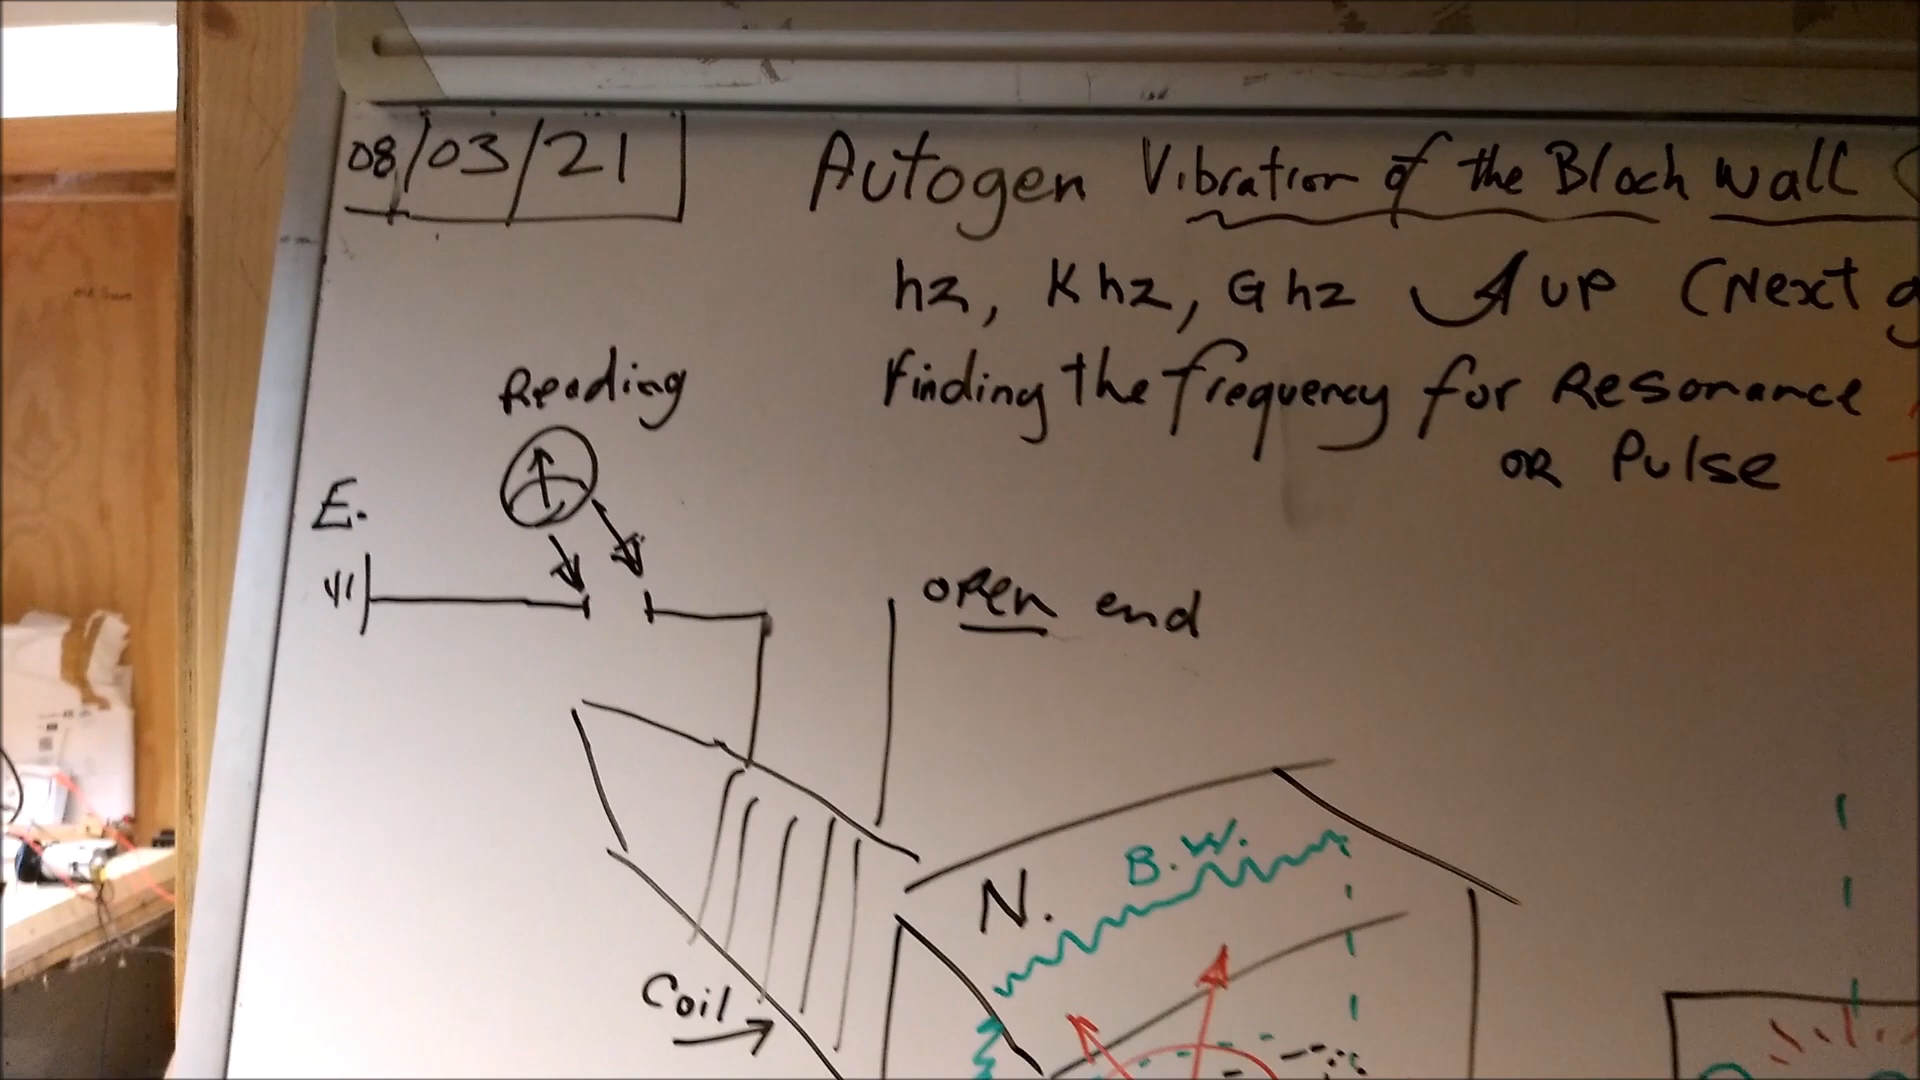 08/03/21
Autogen Vibration of the Bloch wall
hz, Khz, Ghz up (Next
Finding the frequency for Resonance
OR Pulse
Reading
E.
open end
N.
B.W.
Coil